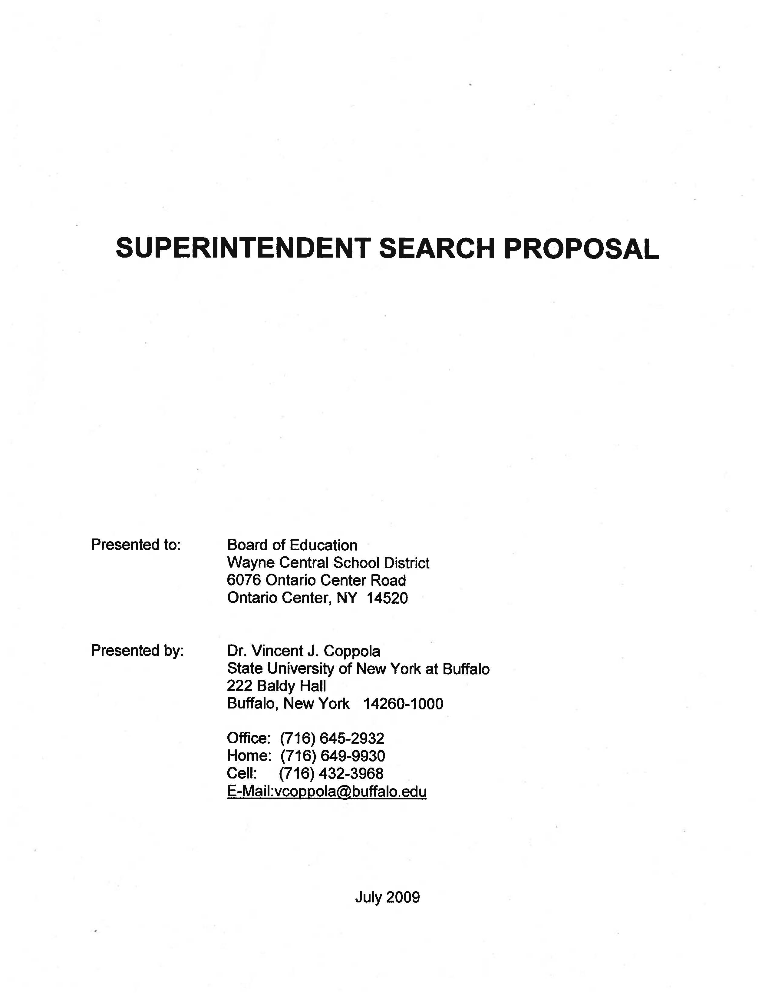 SUPERINTENDENT SEARCH PROPOSAL
Presented to: Board of Education
Wayne Central School District
6076 Ontario Center Road
Ontario Center, NY 14520
Presented by: Dr. Vincent J. Coppola
State University of New York at Buffalo
222 Baldy Hall
Buffalo, New York 14260-1000
Office: (716) 645-2932
Home: (716) 649-9930
Cell: (716) 432-3968
E-Mail:vcoppola@buffalo.edu
July 2009